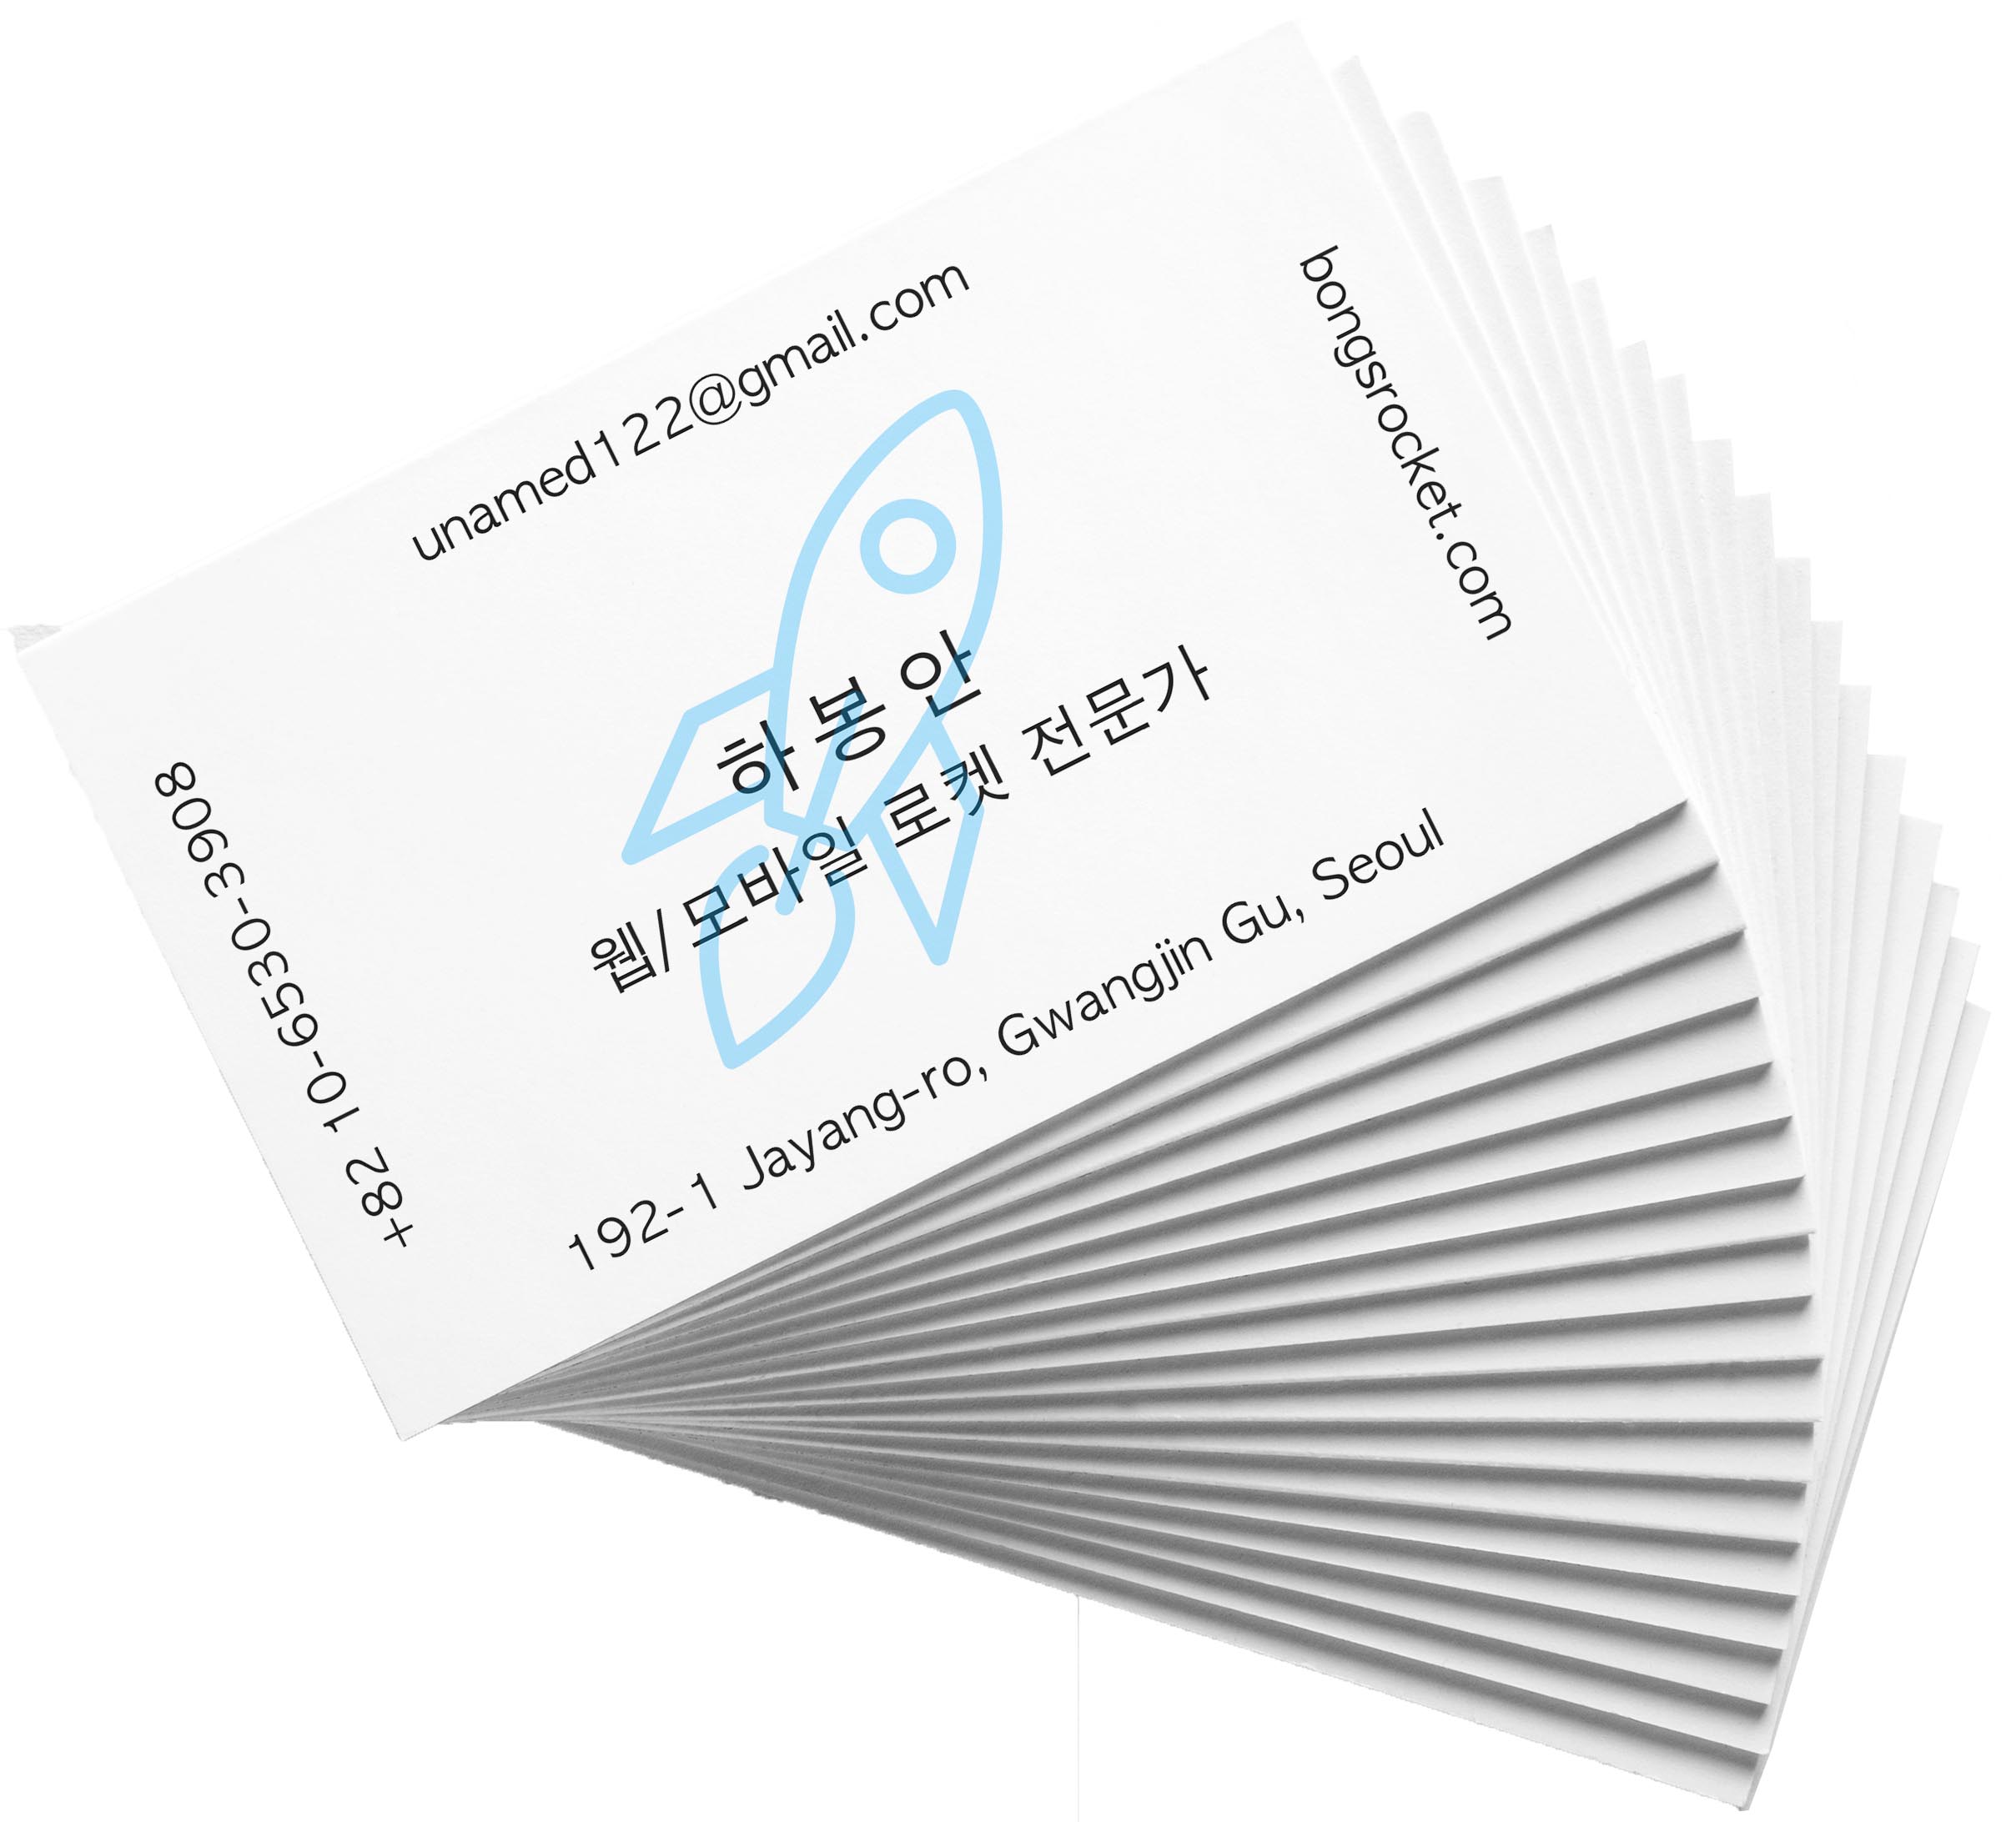 unamed122@gmail.com
bongsrocket.com
하봉안
웹/모바일 로켓 전문가
192-1 Jayang-ro, Gwangjin Gu, Seoul
+82 10-6530-3908